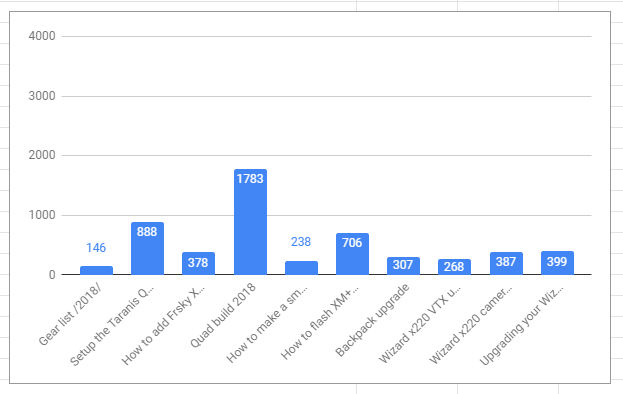 4000
3000
2000
1000
0
146
888
378
1783
238
706
307
268
387
399
Gear list /2018/
Setup the Taranis Q...
How to add Frsky X...
Quad build 2018
How to make a sm...
How to flash XM+...
Backpack upgrade
Wizard x220 VTX u...
Wizard x220 camer...
Upgrading your Wiz...